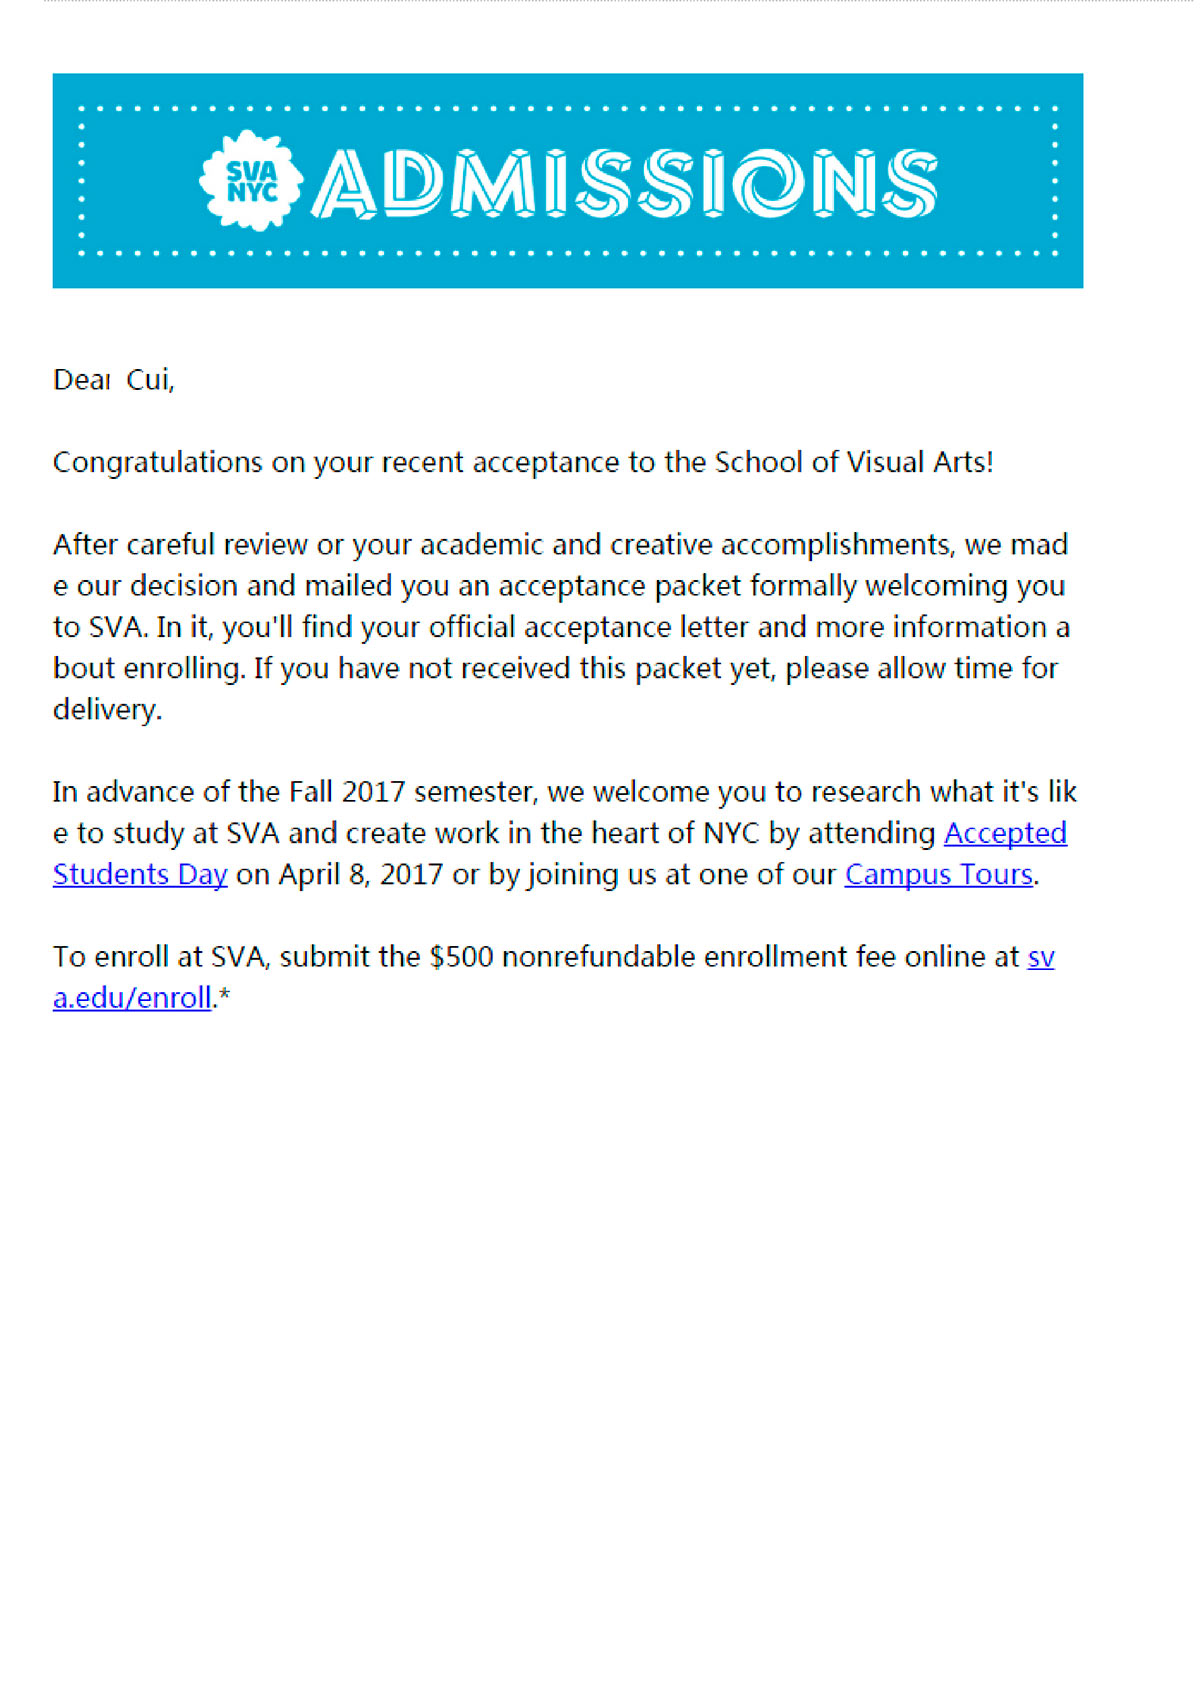 SVA
NYC
ADMISSIONS
Dear Cui,
Congratulations on your recent acceptance to the School of Visual Arts!
After careful review or your academic and creative accomplishments, we mad
e our decision and mailed you an acceptance packet formally welcoming you
to SVA. In it, you'll find your official acceptance letter and more information a
bout enrolling. If you have not received this packet yet, please allow time for
delivery.
In advance of the Fall 2017 semester, we welcome you to research what it's lik
e to study at SVA and create work in the heart of NYC by attending Accepted
Students Day on April 8, 2017 or by joining us at one of our Campus Tours.
To enroll at SVA, submit the $500 nonrefundable enrollment fee online at sv
a.edu/enroll.*